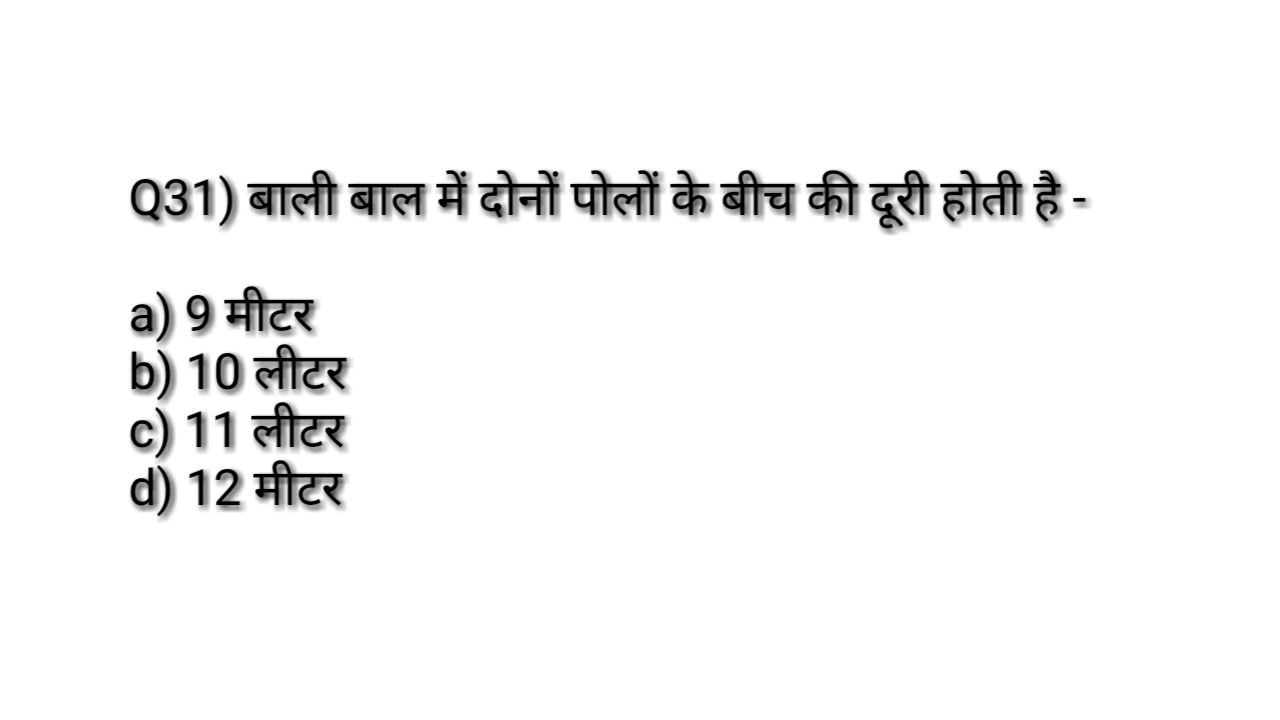 Q31) बाली बाल में दोनों पोलों के बीच की दूरी होती है -
a) 9 मीटर
b) 10 लीटर
c) 11 लीटर
d) 12 मीटर